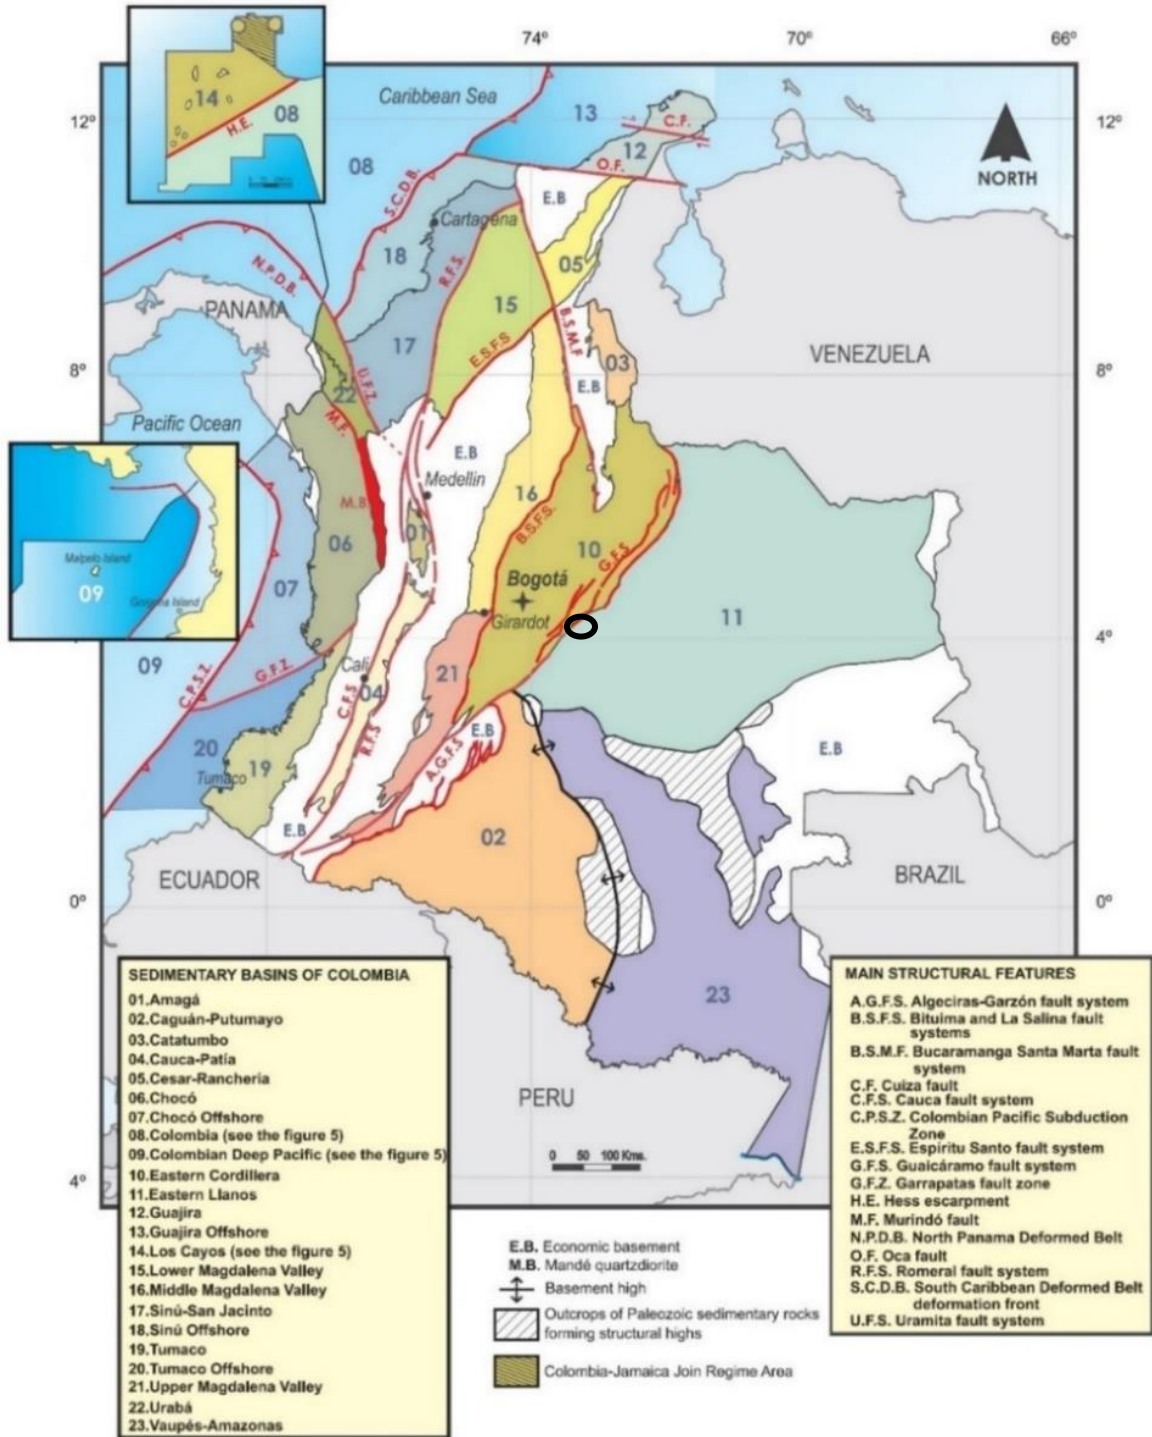 74º 70º 66º
12º
12º
8º
8º
4º
4º
0º
0º
4º
14
08
H.E.
Caribbean Sea
13
C.F.
12
O.F.
08
S.C.D.B.
E.B
NORTH
Cartagena
18
05
N.P.D.B.
R.F.S.
15
PANAMA
17
E.S.F.S
B.S.M.F
03
VENEZUELA
E.B
22
U.F.Z.
M.F.
Pacific Ocean
E.B
Medellín
16
M.B
01
B.S.F.S.
06
10
G.F.S
Malpelo Island
09
Gorgona Island
07
Bogotá
Girardot
11
09
C.P.S.Z.
G.F.Z.
Cali
04
21
C.F.S
R.F.S
E.B
A.G.F.S
20
Tumaco
19
E.B
E.B
02
ECUADOR
BRAZIL
23
PERU
0 50 100 Kms.
SEDIMENTARY BASINS OF COLOMBIA
01.Amagá
02.Caguán-Putumayo
03.Catatumbo
04.Cauca-Patía
05.Cesar-Ranchería
06.Chocó
07.Chocó Offshore
08.Colombia (see the figure 5)
09.Colombian Deep Pacific (see the figure 5)
10.Eastern Cordillera
11.Eastern Llanos
12.Guajira
13.Guajira Offshore
14.Los Cayos (see the figure 5)
15.Lower Magdalena Valley
16.Middle Magdalena Valley
17.Sinú-San Jacinto
18.Sinú Offshore
19.Tumaco
20.Tumaco Offshore
21.Upper Magdalena Valley
22.Urabá
23.Vaupés-Amazonas
E.B. Economic basement
M.B. Mandé quartzdiorite
Basement high
Outcrops of Paleozoic sedimentary rocks
forming structural highs
Colombia-Jamaica Join Regime Area
MAIN STRUCTURAL FEATURES
A.G.F.S. Algeciras-Garzón fault system
B.S.F.S. Bituima and La Salina fault
systems
B.S.M.F. Bucaramanga Santa Marta fault
system
C.F. Cuiza fault
C.F.S. Cauca fault system
C.P.S.Z. Colombian Pacific Subduction
Zone
E.S.F.S. Espíritu Santo fault system
G.F.S. Guaicáramo fault system
G.F.Z. Garrapatas fault zone
H.E. Hess escarpment
M.F. Murindó fault
N.P.D.B. North Panama Deformed Belt
O.F. Oca fault
R.F.S. Romeral fault system
S.C.D.B. South Caribbean Deformed Belt
deformation front
U.F.S. Uramita fault system